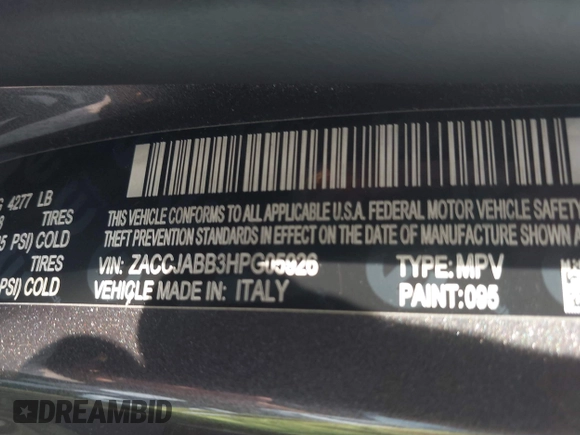 G 4277 LB
TIRES
PSI) COLD
TIRES
PSI) COLD
THIS VEHICLE CONFORMS TO ALL APPLICABLE U.S.A. FEDERAL MOTOR VEHICLE SAFETY
THEFT PREVENTION STANDARDS IN EFFECT ON THE DATE OF MANUFACTURE SHOWN A
VIN: ZACCJABB3HPG05926 TYPE: MPV
VEHICLE MADE IN: ITALY PAINT: 095
DREAMBID